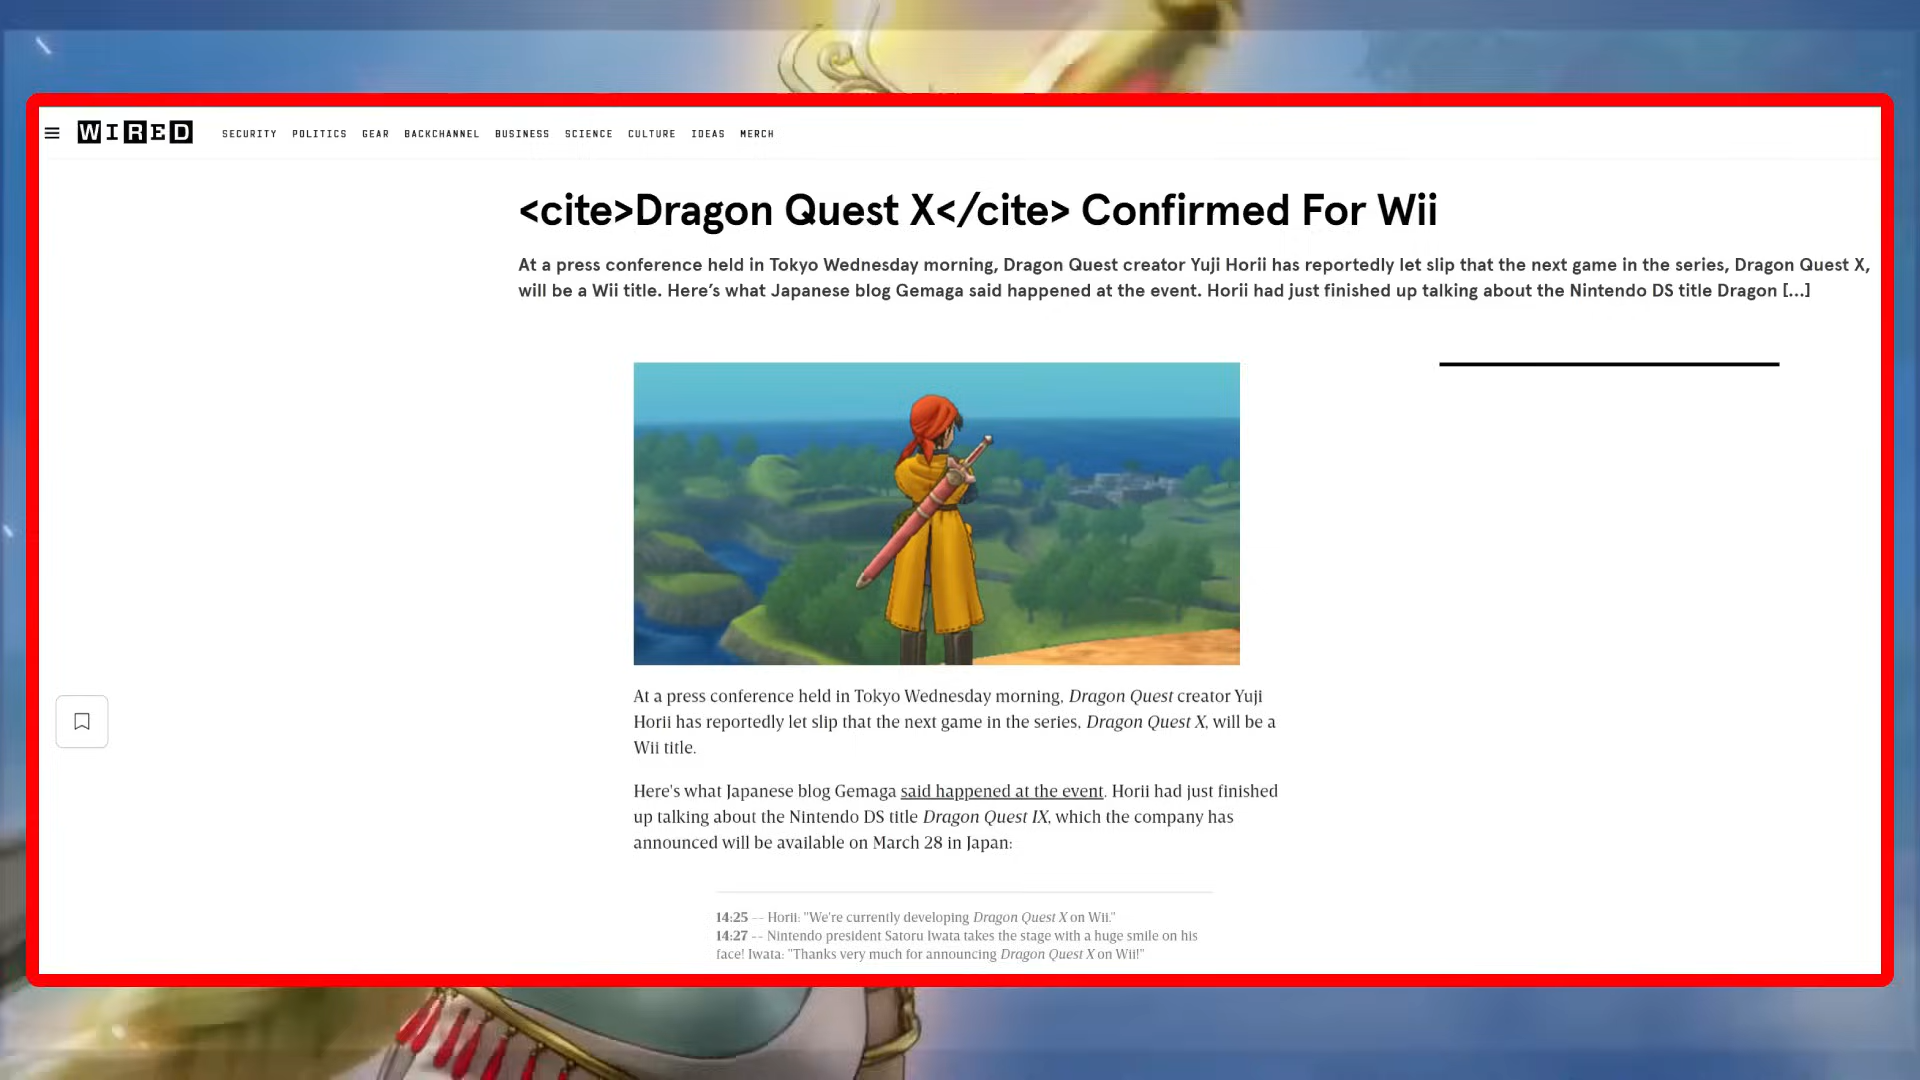 WIRED SECURITY POLITICS GEAR BACKCHANNEL BUSINESS SCIENCE CULTURE IDEAS MERCH
<cite>Dragon Quest X</cite> Confirmed For Wii
At a press conference held in Tokyo Wednesday morning, Dragon Quest creator Yuji Horii has reportedly let slip that the next game in the series, Dragon Quest X,
will be a Wii title. Here’s what Japanese blog Gemaga said happened at the event. Horii had just finished up talking about the Nintendo DS title Dragon [...]
At a press conference held in Tokyo Wednesday morning, Dragon Quest creator Yuji
Horii has reportedly let slip that the next game in the series, Dragon Quest X, will be a
Wii title.
Here's what Japanese blog Gemaga said happened at the event. Horii had just finished
up talking about the Nintendo DS title Dragon Quest IX, which the company has
announced will be available on March 28 in Japan:
14:25 -- Horii: "We're currently developing Dragon Quest X on Wii."
14:27 -- Nintendo president Satoru Iwata takes the stage with a huge smile on his
face! Iwata: "Thanks very much for announcing Dragon Quest X on Wii!"